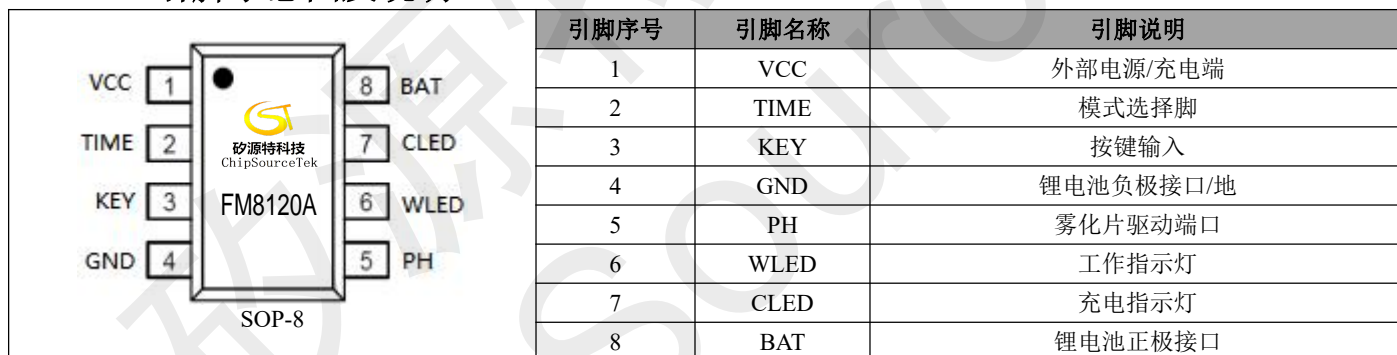 VCC 1 8 BAT
TIME 2 7 CLED
KEY 3 6 WLED
GND 4 5 PH
矽源特科技
ChipSourceTek
FM8120A
SOP-8
引脚序号 引脚名称 引脚说明
1 VCC 外部电源/充电端
2 TIME 模式选择脚
3 KEY 按键输入
4 GND 锂电池负极接口/地
5 PH 雾化片驱动端口
6 WLED 工作指示灯
7 CLED 充电指示灯
8 BAT 锂电池正极接口